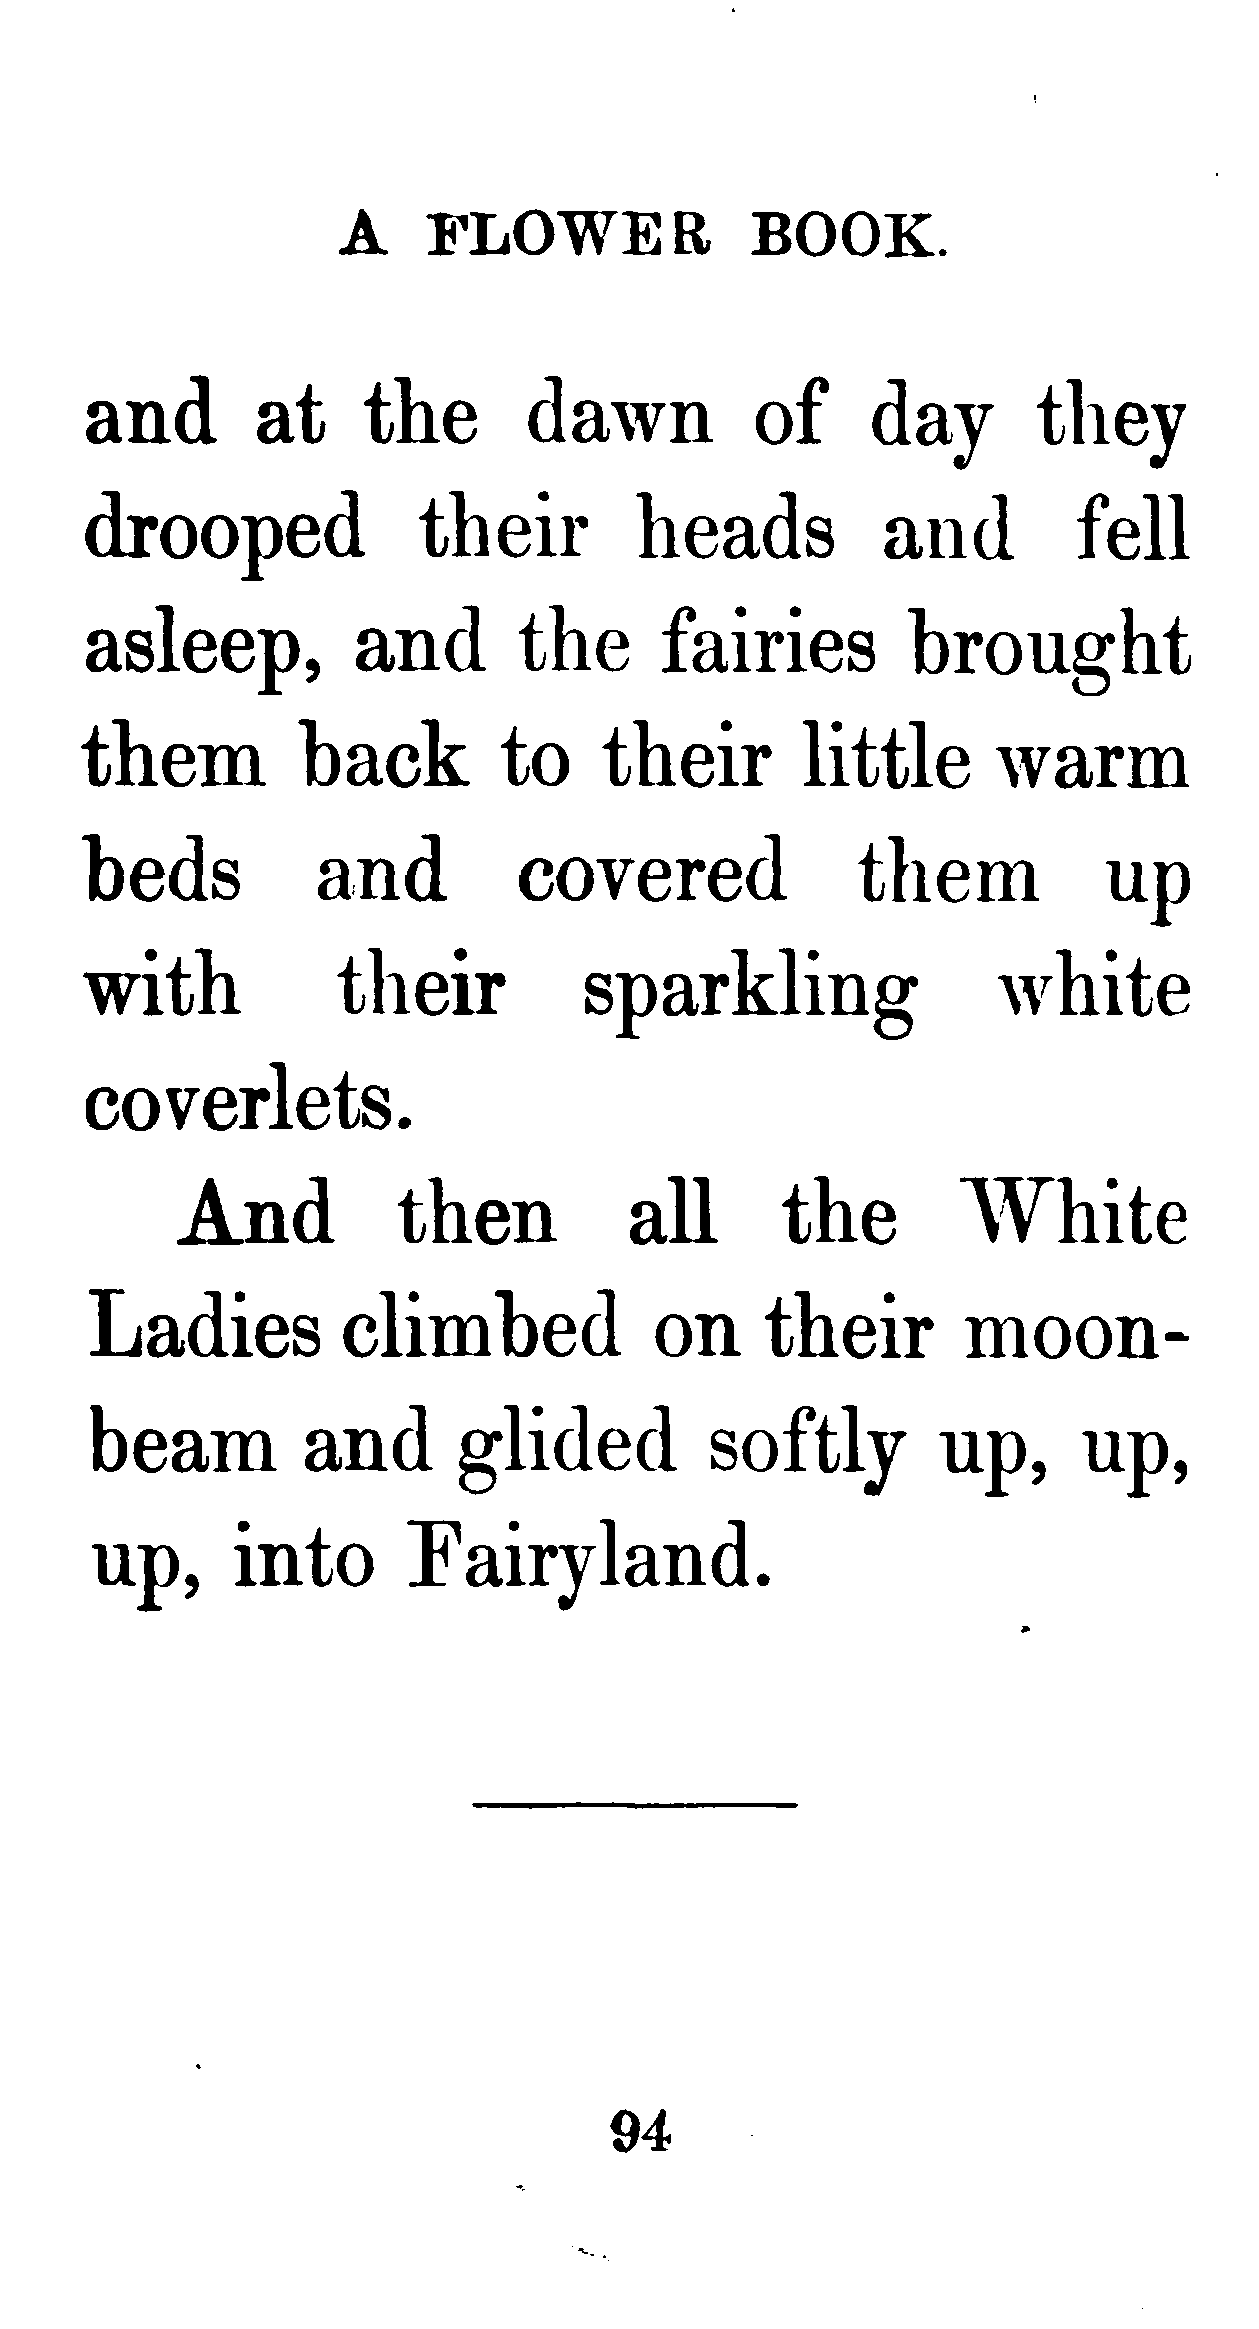 A FLOWER BOOK.
and at the dawn of day they
drooped their heads and fell
asleep, and the fairies brought
them back to their little warm
beds and covered them up
with their sparkling white
coverlets.
And then all the White
Ladies climbed on their moon-
beam and glided softly up, up,
up, into Fairyland.
94